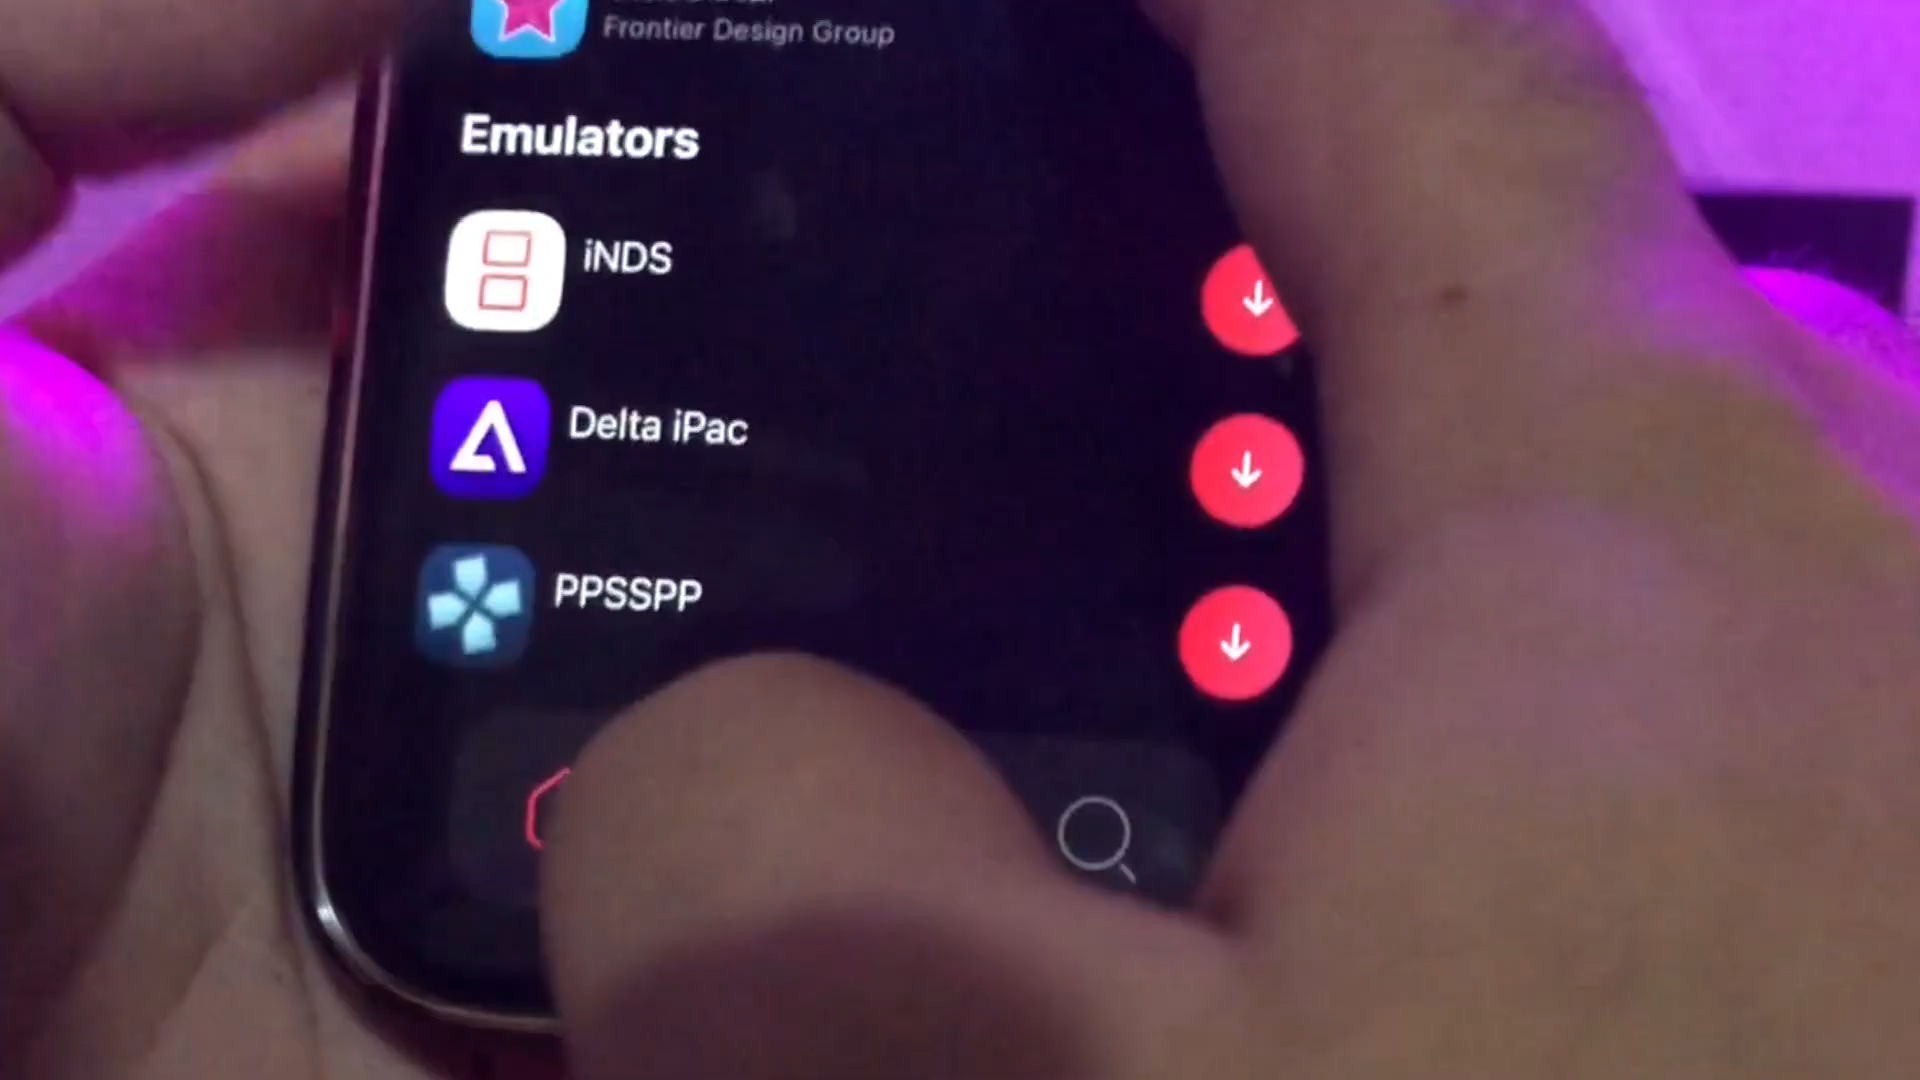 Frontier Design Group
Emulators
iNDS
Delta iPac
PPSSPP